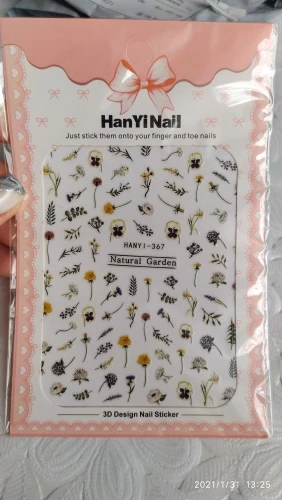 HanYiNail
Just stick them onto your finger and toe nails
HANYI-367
Natural Garden
3D Design Nail Sticker
2021/1/31 13:25